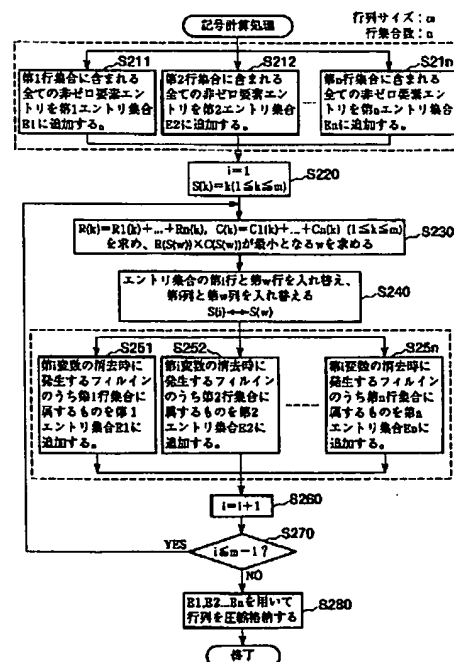 記号計算処理
行列サイズ：m
行集合数：n
S211
S212
S21n
第1行集合に含まれる
全ての非ゼロ要素エン
トリを第1エントリ集合
E1に追加する。
第2行集合に含まれる
全ての非ゼロ要素エン
トリを第2エントリ集合
E2に追加する。
第n行集合に含まれる
全ての非ゼロ要素エン
トリを第nエントリ集合
Enに追加する。
S220
i=1
S(k)=k(1≦k≦m)
S230
R(k)=R1(k)+...+Rn(k), C(k)=C1(k)+...+Cn(k) (1≦k≦m)
を求め、R(S(w))×C(S(w))が最小となるwを求める
S240
エントリ集合の第i行と第w行を入れ替え、
第i列と第w列を入れ替える
S(i)⟷S(w)
S251
S252
S25n
第i変数の消去時に
発生するフィルイン
のうち第1行集合に
属するものを第1
エントリ集合E1に
追加する。
第i変数の消去時に
発生するフィルイン
のうち第2行集合に
属するものを第2
エントリ集合E2に
追加する。
第i変数の消去時に
発生するフィルイン
のうち第n行集合に
属するものを第n
エントリ集合Enに
追加する。
S260
i=i+1
S270
YES
i≦m-1?
NO
S280
E1,E2...Enを用いて
行列を圧縮格納する
終了